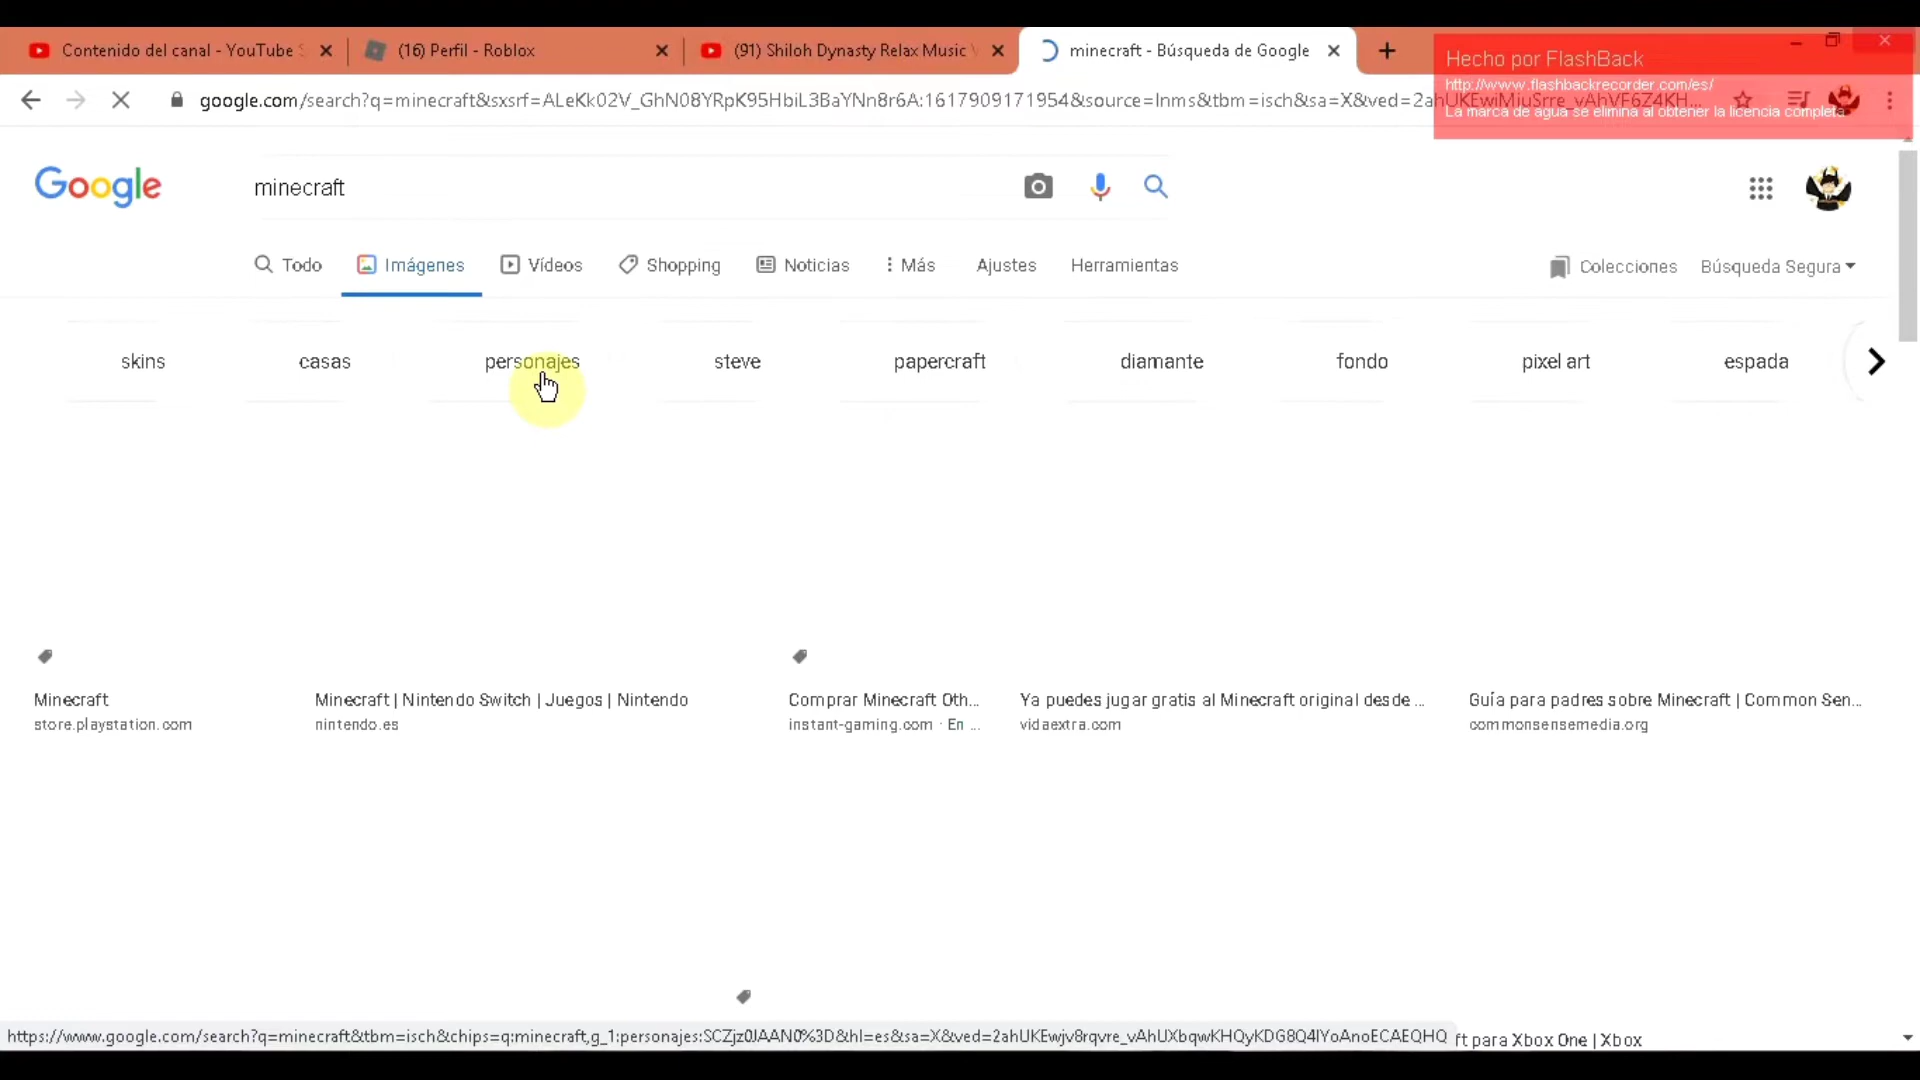 Contenido del canal - YouTube S
(16) Perfil - Roblox
(91) Shiloh Dynasty Relax Music
minecraft - Búsqueda de Google
Hecho por FlashBack
http://www.flashbackrecorder.com/es/
La marca de agua se elimina al obtener la licencia completa
google.com/search?q=minecraft&sxsrf=ALeKk02V_GhN08YRpK95HbiL3BaYNn8r6A:1617909171954&source=lnms&tbm=isch&sa=X&ved=2ahUKEwiMiuSrre_vAhVF6Z4KH...
Google
minecraft
Todo
Imágenes
Vídeos
Shopping
Noticias
Más
Ajustes
Herramientas
Colecciones
Búsqueda Segura
skins
casas
personajes
steve
papercraft
diamante
fondo
pixel art
espada
Minecraft
store.playstation.com
Minecraft | Nintendo Switch | Juegos | Nintendo
nintendo.es
Comprar Minecraft Oth...
instant-gaming.com · En ...
Ya puedes jugar gratis al Minecraft original desde ...
vidaextra.com
Guía para padres sobre Minecraft | Common Sen...
commonsensemedia.org
https://www.google.com/search?q=minecraft&tbm=isch&chips=q:minecraft,g_1:personajes:SCZjz0JAAN0%3D&hl=es&sa=X&ved=2ahUKEwjv8rqvre_vAhUXbqwKHQyKDG8Q4lYoAnoECAEQHQ
ft para Xbox One | Xbox